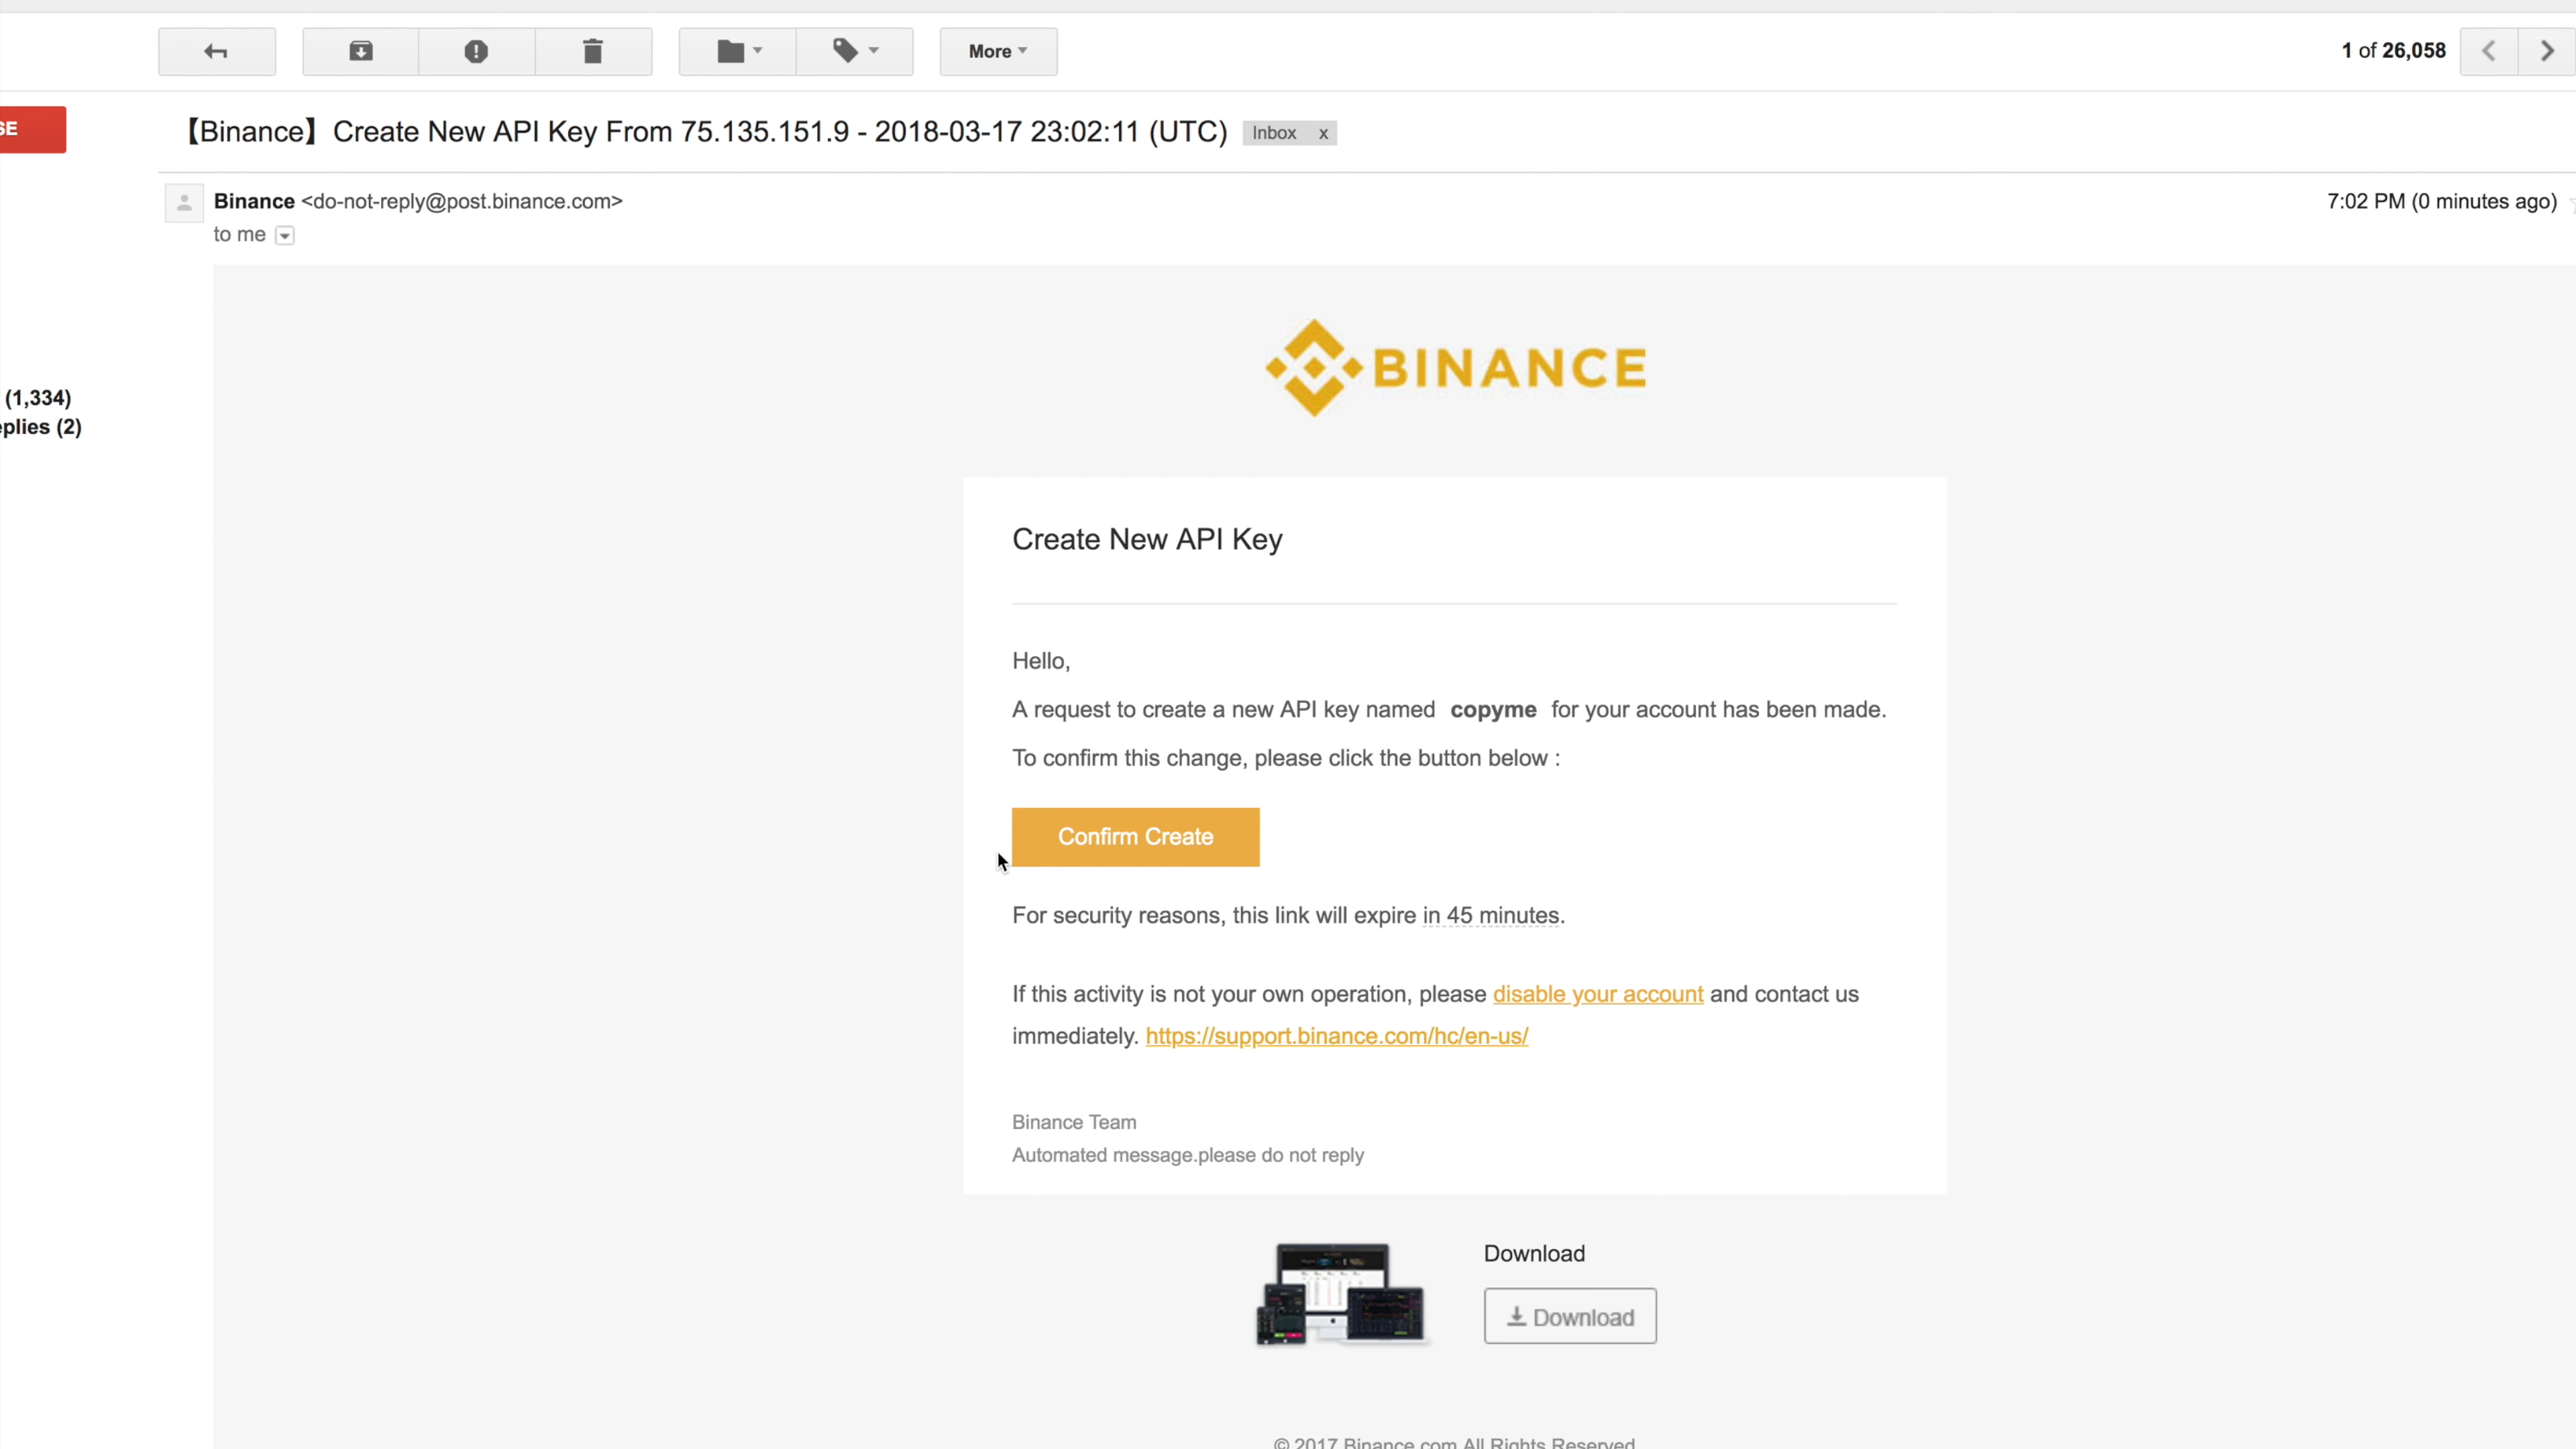 More
1 of 26,058
SE
【Binance】Create New API Key From 75.135.151.9 - 2018-03-17 23:02:11 (UTC) Inbox x
Binance <do-not-reply@post.binance.com>
7:02 PM (0 minutes ago)
to me
BINANCE
(1,334)
eplies (2)
Create New API Key
Hello,
A request to create a new API key named copyme for your account has been made.
To confirm this change, please click the button below :
Confirm Create
For security reasons, this link will expire in 45 minutes.
If this activity is not your own operation, please disable your account and contact us
immediately. https://support.binance.com/hc/en-us/
Binance Team
Automated message.please do not reply
Download
Download
© 2017 Binance.com All Rights Reserved